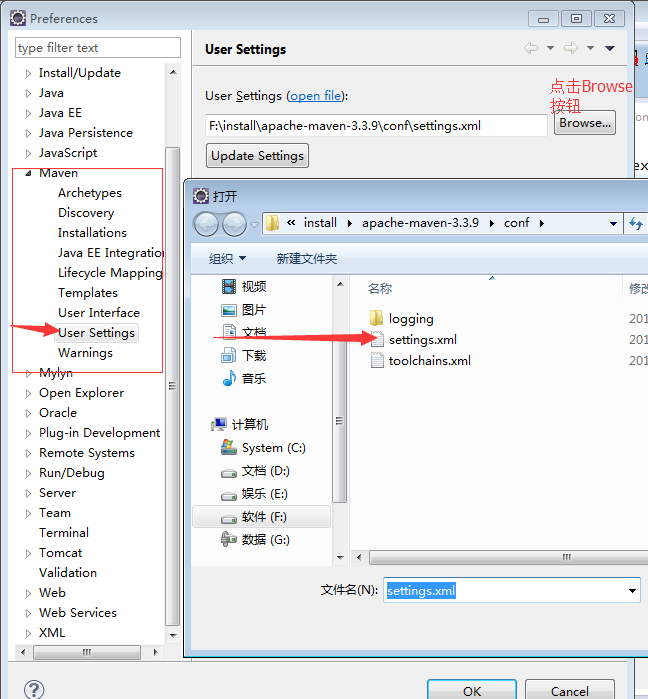 Preferences
type filter text
Install/Update
Java
Java EE
Java Persistence
JavaScript
Maven
Archetypes
Discovery
Installations
Java EE Integration
Lifecycle Mapping
Templates
User Interface
User Settings
Warnings
Mylyn
Open Explorer
Oracle
Plug-in Development
Remote Systems
Run/Debug
Server
Team
Terminal
Tomcat
Validation
Web
Web Services
XML
User Settings
User Settings (open file):
点击Browse
按钮
F:\install\apache-maven-3.3.9\conf\settings.xml
Browse...
Update Settings
打开
« install apache-maven-3.3.9 conf
组织 新建文件夹
视频
图片
文档
下载
音乐
计算机
System (C:)
文档 (D:)
娱乐 (E:)
软件 (F:)
数据 (G:)
名称 修改
logging 201
settings.xml 201
toolchains.xml 201
文件名(N): settings.xml
OK Cancel